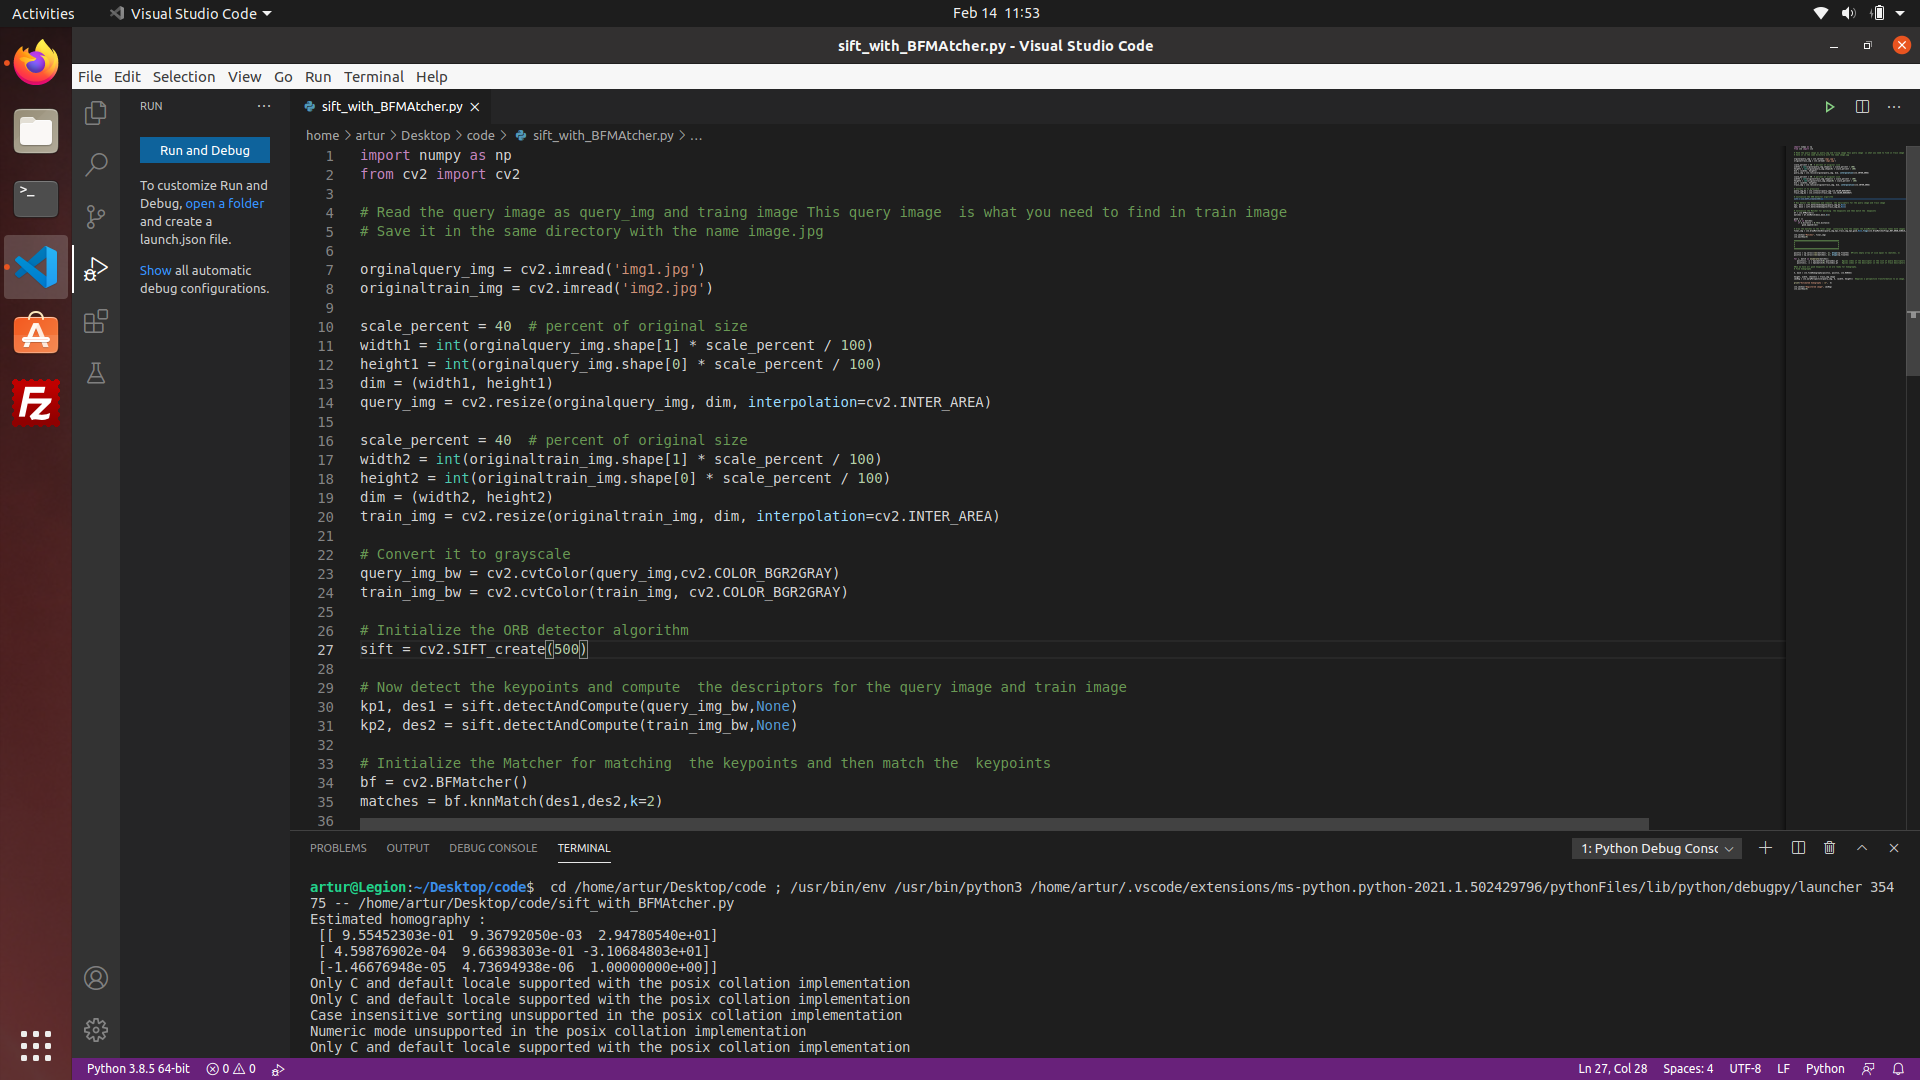 Activities
Visual Studio Code
Feb 14 11:53
sift_with_BFMAtcher.py - Visual Studio Code
File Edit Selection View Go Run Terminal Help
RUN
Run and Debug
To customize Run and
Debug, open a folder
and create a
launch.json file.
Show all automatic
debug configurations.
sift_with_BFMAtcher.py
home > artur > Desktop > code > sift_with_BFMAtcher.py > ...
1 import numpy as np
2 from cv2 import cv2
3
4 # Read the query image as query_img and traing image This query image  is what you need to find in train image
5 # Save it in the same directory with the name image.jpg
6
7 orginalquery_img = cv2.imread('img1.jpg')
8 originaltrain_img = cv2.imread('img2.jpg')
9
10 scale_percent = 40  # percent of original size
11 width1 = int(orginalquery_img.shape[1] * scale_percent / 100)
12 height1 = int(orginalquery_img.shape[0] * scale_percent / 100)
13 dim = (width1, height1)
14 query_img = cv2.resize(orginalquery_img, dim, interpolation=cv2.INTER_AREA)
15
16 scale_percent = 40  # percent of original size
17 width2 = int(originaltrain_img.shape[1] * scale_percent / 100)
18 height2 = int(originaltrain_img.shape[0] * scale_percent / 100)
19 dim = (width2, height2)
20 train_img = cv2.resize(originaltrain_img, dim, interpolation=cv2.INTER_AREA)
21
22 # Convert it to grayscale
23 query_img_bw = cv2.cvtColor(query_img,cv2.COLOR_BGR2GRAY)
24 train_img_bw = cv2.cvtColor(train_img, cv2.COLOR_BGR2GRAY)
25
26 # Initialize the ORB detector algorithm
27 sift = cv2.SIFT_create(500)
28
29 # Now detect the keypoints and compute  the descriptors for the query image and train image
30 kp1, des1 = sift.detectAndCompute(query_img_bw,None)
31 kp2, des2 = sift.detectAndCompute(train_img_bw,None)
32
33 # Initialize the Matcher for matching  the keypoints and then match the  keypoints
34 bf = cv2.BFMatcher()
35 matches = bf.knnMatch(des1,des2,k=2)
36
PROBLEMS OUTPUT DEBUG CONSOLE TERMINAL
1: Python Debug Consc
artur@Legion:~/Desktop/code$  cd /home/artur/Desktop/code ; /usr/bin/env /usr/bin/python3 /home/artur/.vscode/extensions/ms-python.python-2021.1.502429796/pythonFiles/lib/python/debugpy/launcher 354
75 -- /home/artur/Desktop/code/sift_with_BFMAtcher.py
Estimated homography :
[[ 9.55452303e-01  9.36792050e-03  2.94780540e+01]
[ 4.59876902e-04  9.66398303e-01 -3.10684803e+01]
[-1.46676948e-05  4.73694938e-06  1.00000000e+00]]
Only C and default locale supported with the posix collation implementation
Only C and default locale supported with the posix collation implementation
Case insensitive sorting unsupported in the posix collation implementation
Numeric mode unsupported in the posix collation implementation
Only C and default locale supported with the posix collation implementation
Python 3.8.5 64-bit 0 0
Ln 27, Col 28 Spaces: 4 UTF-8 LF Python